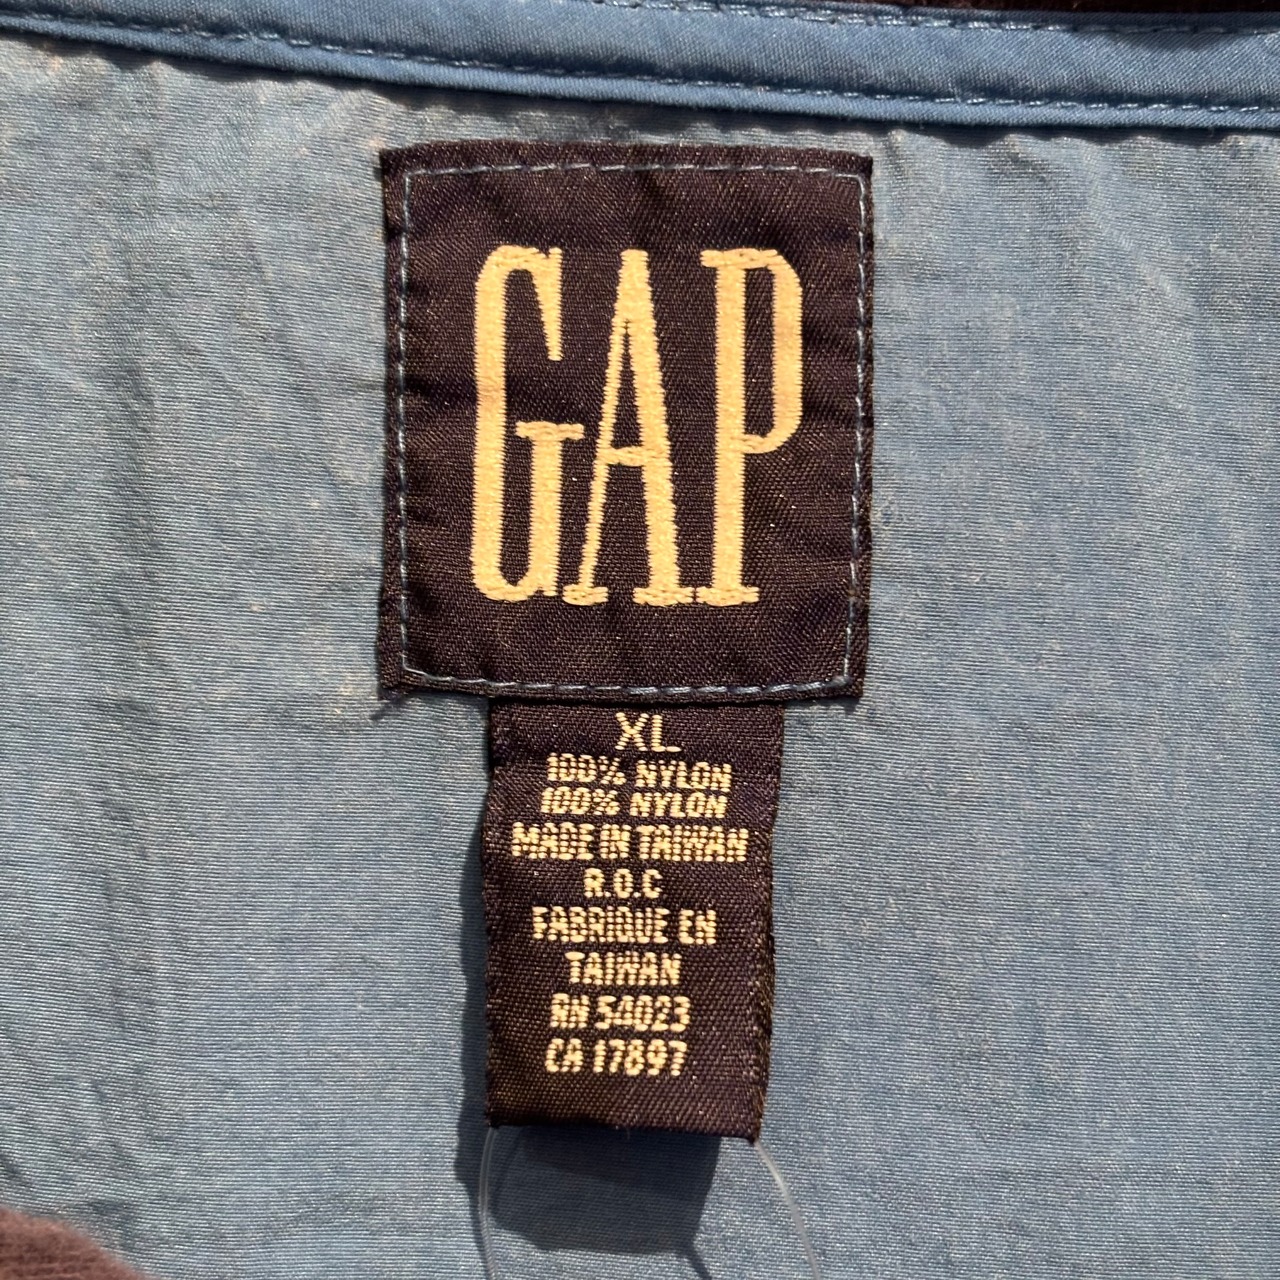 GAP
XL
100% NYLON
100% NYLON
MADE IN TAIWAN
R.O.C
FABRIQUE EN
TAIWAN
RN 54023
CA 17897